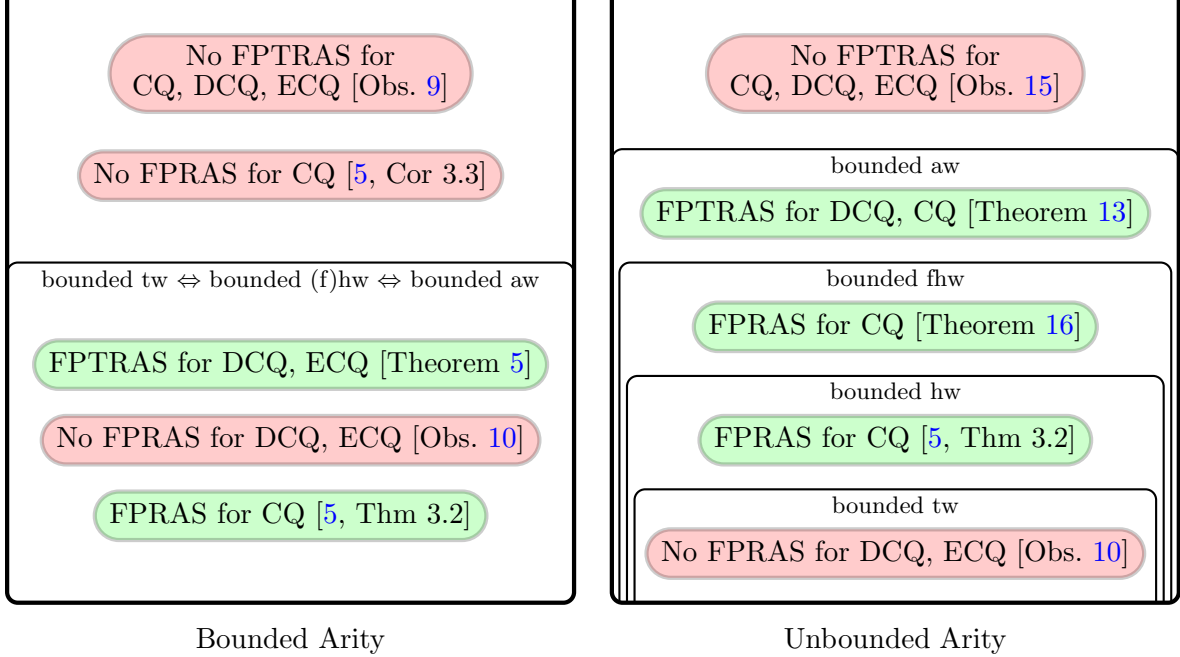 No FPTRAS for
CQ, DCQ, ECQ [Obs. 9]
No FPRAS for CQ [5, Cor 3.3]
bounded tw ⇔ bounded (f)hw ⇔ bounded aw
FPTRAS for DCQ, ECQ [Theorem 5]
No FPRAS for DCQ, ECQ [Obs. 10]
FPRAS for CQ [5, Thm 3.2]
Bounded Arity
No FPTRAS for
CQ, DCQ, ECQ [Obs. 15]
bounded aw
FPTRAS for DCQ, CQ [Theorem 13]
bounded fhw
FPRAS for CQ [Theorem 16]
bounded hw
FPRAS for CQ [5, Thm 3.2]
bounded tw
No FPRAS for DCQ, ECQ [Obs. 10]
Unbounded Arity